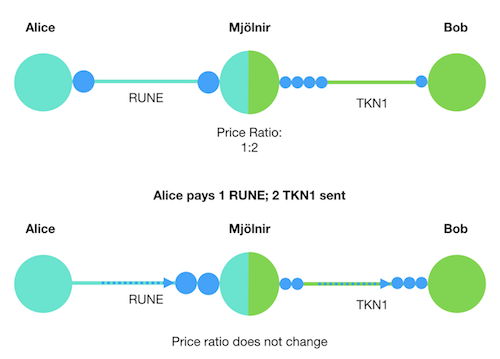 Alice Mjölnir Bob
RUNE TKN1
Price Ratio:
1:2
Alice pays 1 RUNE; 2 TKN1 sent
Alice Mjölnir Bob
RUNE TKN1
Price ratio does not change